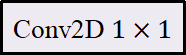 Conv2D 1 × 1